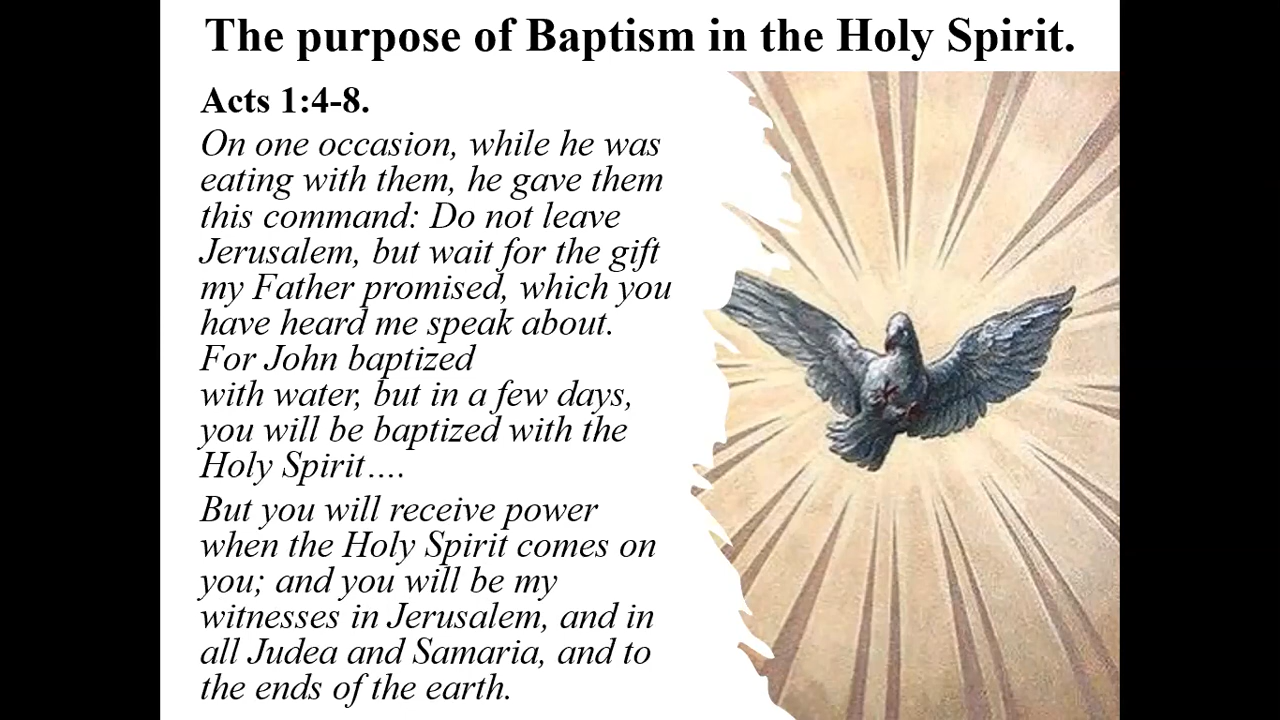 The purpose of Baptism in the Holy Spirit.
Acts 1:4-8.
On one occasion, while he was
eating with them, he gave them
this command: Do not leave
Jerusalem, but wait for the gift
my Father promised, which you
have heard me speak about.
For John baptized
with water, but in a few days,
you will be baptized with the
Holy Spirit….
But you will receive power
when the Holy Spirit comes on
you; and you will be my
witnesses in Jerusalem, and in
all Judea and Samaria, and to
the ends of the earth.